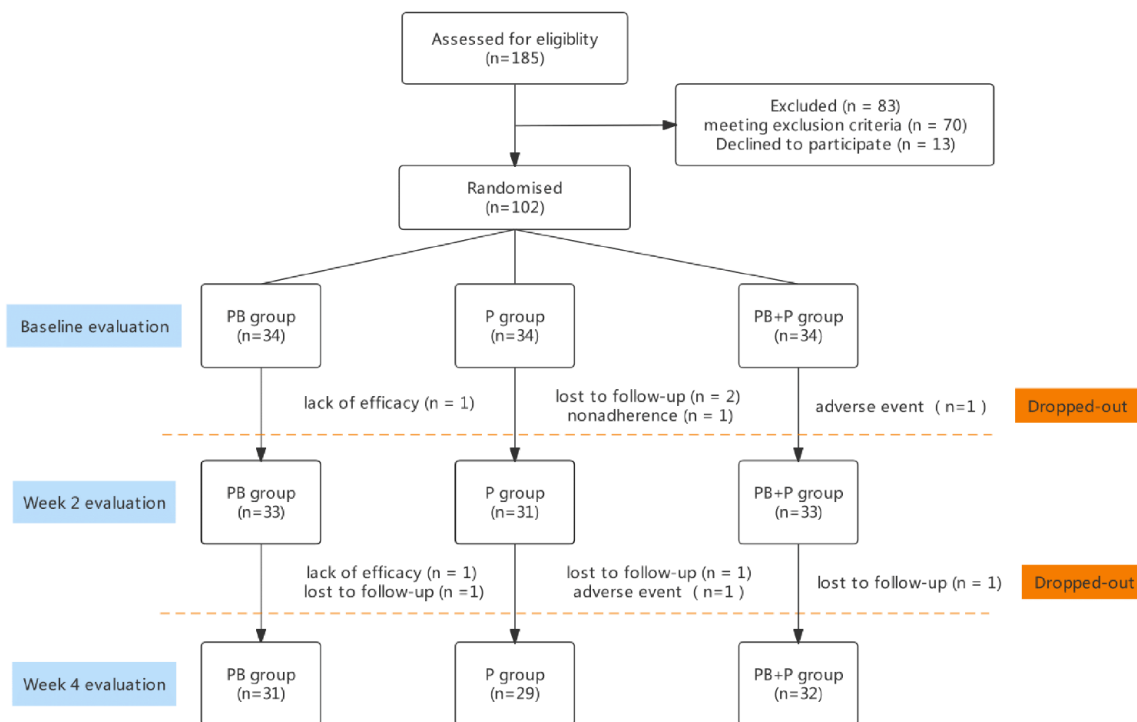 Assessed for eligiblity
(n=185)
Excluded (n = 83)
meeting exclusion criteria (n = 70)
Declined to participate (n = 13)
Randomised
(n=102)
Baseline evaluation
PB group
(n=34)
P group
(n=34)
PB+P group
(n=34)
lack of efficacy (n = 1)
lost to follow-up (n = 2)
nonadherence (n = 1)
adverse event ( n=1 )
Dropped-out
Week 2 evaluation
PB group
(n=33)
P group
(n=31)
PB+P group
(n=33)
lack of efficacy (n = 1)
lost to follow-up (n =1)
lost to follow-up (n = 1)
adverse event ( n=1 )
lost to follow-up (n = 1)
Dropped-out
Week 4 evaluation
PB group
(n=31)
P group
(n=29)
PB+P group
(n=32)